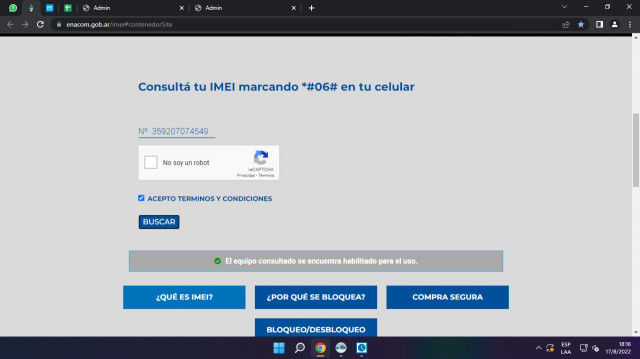 Admin
Admin
enacom.gob.ar/imei#contenedorSite
Consultá tu IMEI marcando *#06# en tu celular
Nº 359207074549
No soy un robot
reCAPTCHA
Privacidad - Términos
ACEPTO TERMINOS Y CONDICIONES
BUSCAR
El equipo consultado se encuentra habilitado para el uso.
¿QUÉ ES IMEI?
¿POR QUÉ SE BLOQUEA?
COMPRA SEGURA
BLOQUEO/DESBLOQUEO
ESP
LAA
18:16
17/8/2022